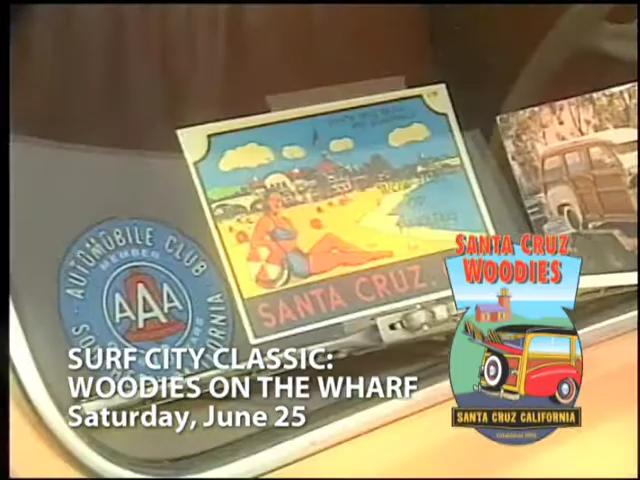 AUTOMOBILE CLUB
MEMBER
AAA
SANTA CRUZ
SANTA CRUZ
WOODIES
SANTA CRUZ CALIFORNIA
SURF CITY CLASSIC:
WOODIES ON THE WHARF
Saturday, June 25